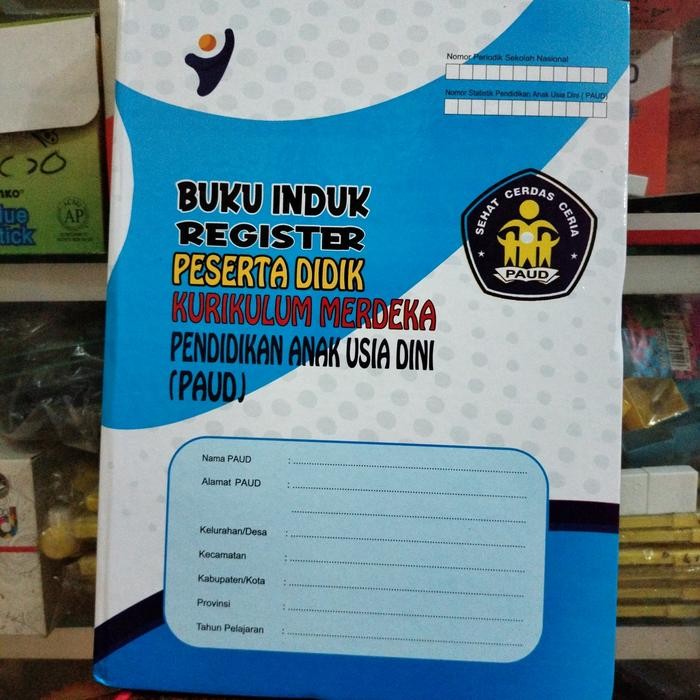 Nomor Periodik Sekolah Nasional
Nomor Statistik Pendidikan Anak Usia Dini ( PAUD)
BUKU INDUK
REGISTER
PESERTA DIDIK
KURIKULUM MERDEKA
PENDIDIKAN ANAK USIA DINI
(PAUD)
SEHAT CERDAS CERIA
PAUD
Nama PAUD :
Alamat PAUD :
Kelurahan/Desa :
Kecamatan :
Kabupaten/Kota :
Provinsi :
Tahun Pelajaran :
AP